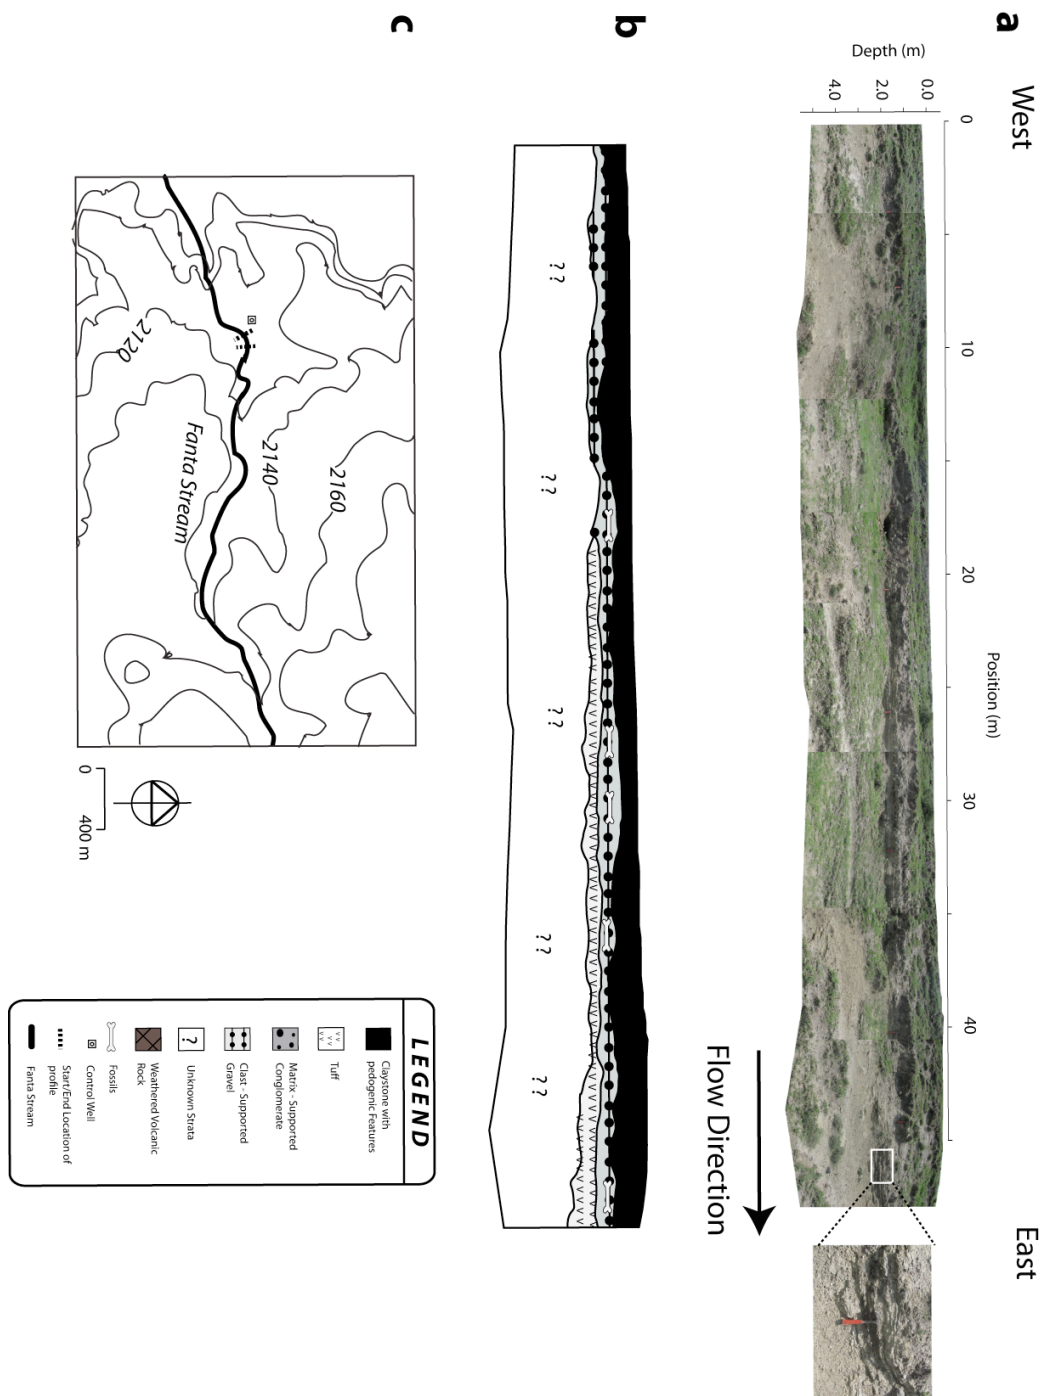 a
West
East
Position (m)
0
10
20
30
40
Depth (m)
0.0
2.0
4.0
Flow Direction
b
? ?
? ?
? ?
? ?
? ?
c
2160
2140
Fanta Stream
2120
0
400 m
LEGEND
Claystone with
pedogenic Features
Tuff
Matrix - Supported
Conglomerate
Clast - Supported
Gravel
?
Unknown Strata
Weathered Volcanic
Rock
Fossils
Control Well
Start/End Location of
profile
Fanta Stream